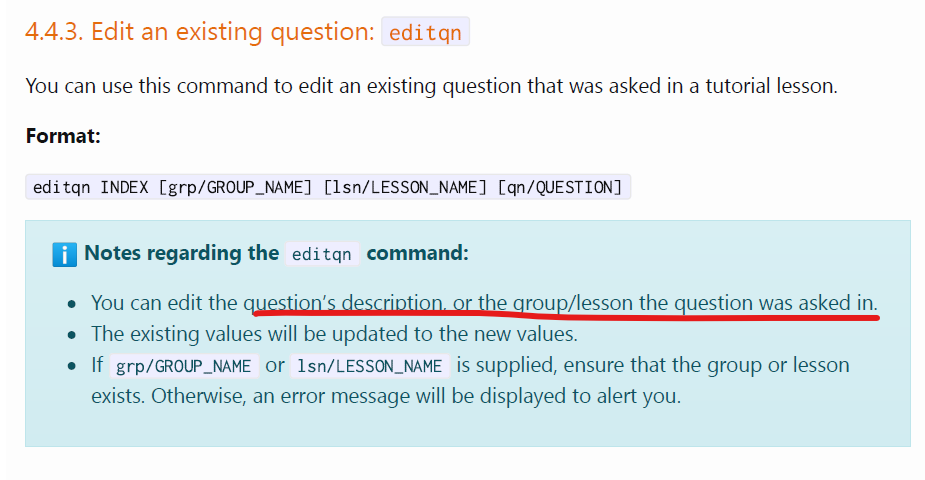 4.4.3. Edit an existing question: editqn
You can use this command to edit an existing question that was asked in a tutorial lesson.
Format:
editqn INDEX [grp/GROUP_NAME] [lsn/LESSON_NAME] [qn/QUESTION]
Notes regarding the editqn command:
• You can edit the question's description, or the group/lesson the question was asked in.
• The existing values will be updated to the new values.
• If grp/GROUP_NAME or lsn/LESSON_NAME is supplied, ensure that the group or lesson
exists. Otherwise, an error message will be displayed to alert you.